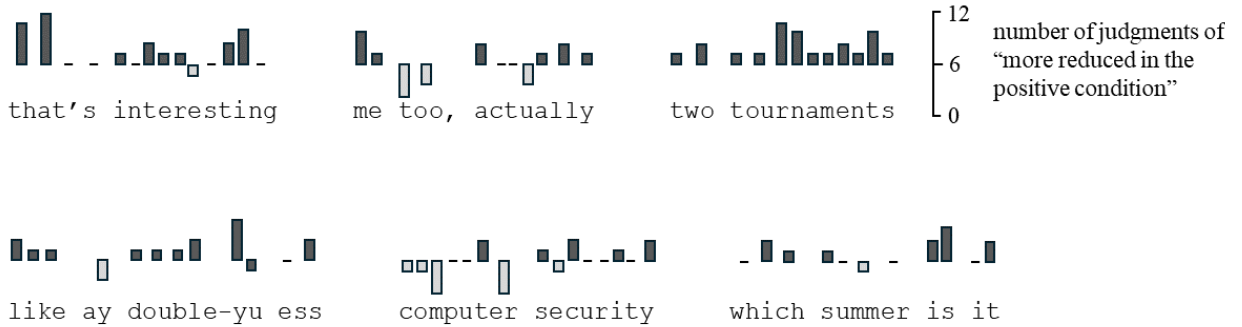 12
6
0
number of judgments of
“more reduced in the
positive condition”
that’s interesting
me too, actually
two tournaments
like ay double-yu ess
computer security
which summer is it